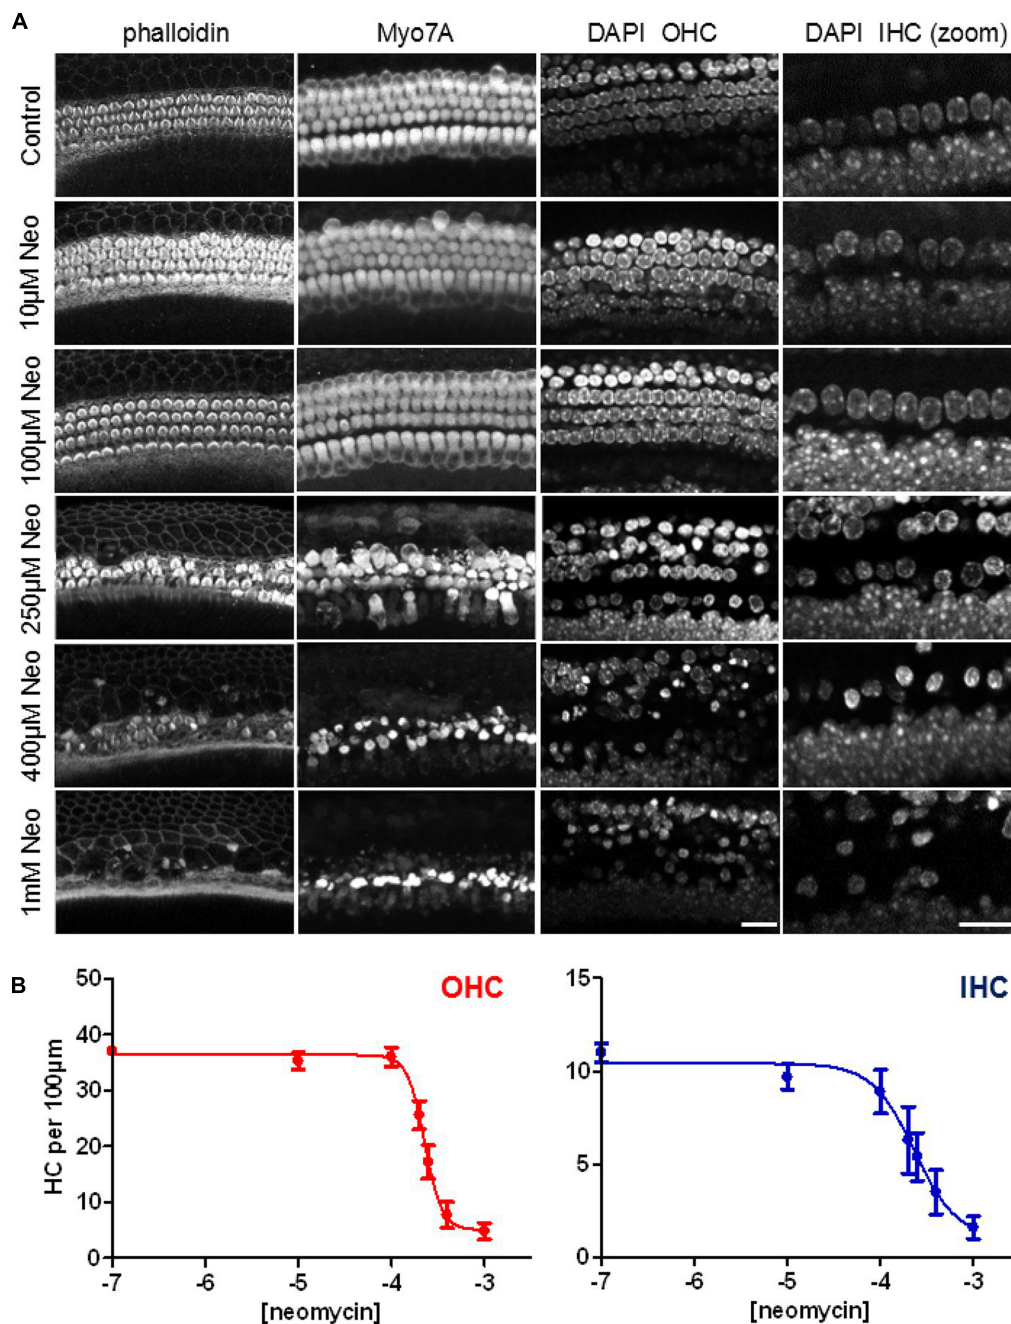 A
phalloidin Myo7A DAPI OHC DAPI IHC (zoom)
Control
10µM Neo
100µM Neo
250µM Neo
400µM Neo
1mM Neo
B
OHC
HC per 100µm
50
40
30
20
10
0
-7 -6 -5 -4 -3
[neomycin]
IHC
15
10
5
0
-7 -6 -5 -4 -3
[neomycin]